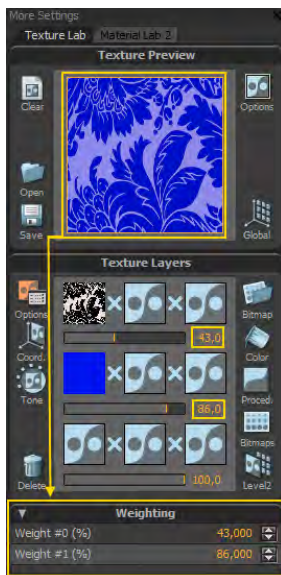 More Settings
Texture Lab Material Lab 2
Texture Preview
Clear Options
Open
Save Global
Texture Layers
Options Bitmap
43,0
Coord. Color
Tone Proced.
86,0
Bitmaps
Delete 100,0 Level2
Weighting
Weight #0 (%) 43,000
Weight #1 (%) 86,000